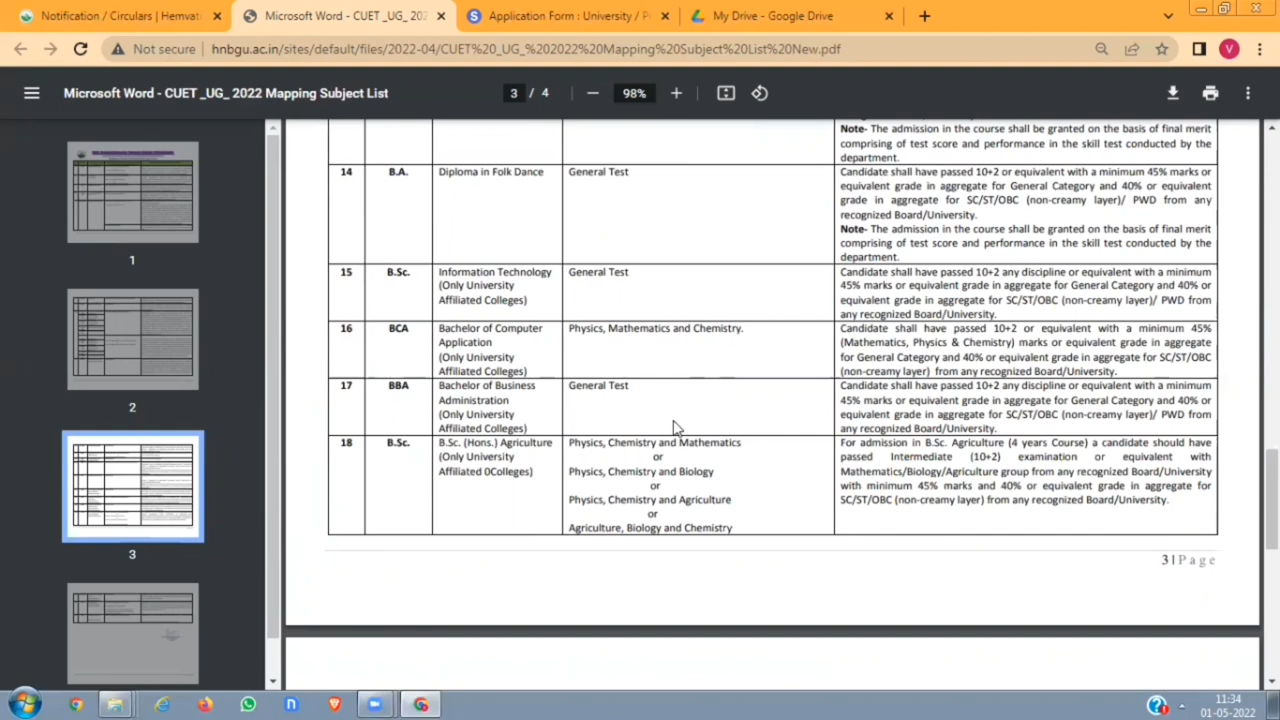 Notification / Circulars | Hemvat
Microsoft Word - CUET _UG_ 202
Application Form : University / P
My Drive - Google Drive
Not secure
hnbgu.ac.in/sites/default/files/2022-04/CUET%20_UG_%202022%20Mapping%20Subject%20List%20New.pdf
V
Microsoft Word - CUET _UG_ 2022 Mapping Subject List
3 / 4
98%
1
2
3
Note- The admission in the course shall be granted on the basis of final merit
comprising of test score and performance in the skill test conducted by the
department.
14 B.A. Diploma in Folk Dance General Test Candidate shall have passed 10+2 or equivalent with a minimum 45% marks or
equivalent grade in aggregate for General Category and 40% or equivalent
grade in aggregate for SC/ST/OBC (non-creamy layer)/ PWD from any
recognized Board/University.
Note- The admission in the course shall be granted on the basis of final merit
comprising of test score and performance in the skill test conducted by the
department.
15 B.Sc. Information Technology General Test Candidate shall have passed 10+2 any discipline or equivalent with a minimum
(Only University 45% marks or equivalent grade in aggregate for General Category and 40% or
Affiliated Colleges) equivalent grade in aggregate for SC/ST/OBC (non-creamy layer)/ PWD from
any recognized Board/University.
16 BCA Bachelor of Computer Physics, Mathematics and Chemistry. Candidate shall have passed 10+2 or equivalent with a minimum 45%
Application (Mathematics, Physics & Chemistry) marks or equivalent grade in aggregate
(Only University for General Category and 40% or equivalent grade in aggregate for SC/ST/OBC
Affiliated Colleges) (non-creamy layer) from any recognized Board/University.
17 BBA Bachelor of Business General Test Candidate shall have passed 10+2 any discipline or equivalent with a minimum
Administration 45% marks or equivalent grade in aggregate for General Category and 40% or
(Only University equivalent grade in aggregate for SC/ST/OBC (non-creamy layer)/ PWD from
Affiliated Colleges) any recognized Board/University.
18 B.Sc. B.Sc. (Hons.) Agriculture Physics, Chemistry and Mathematics For admission in B.Sc. Agriculture (4 years Course) a candidate should have
(Only University or passed Intermediate (10+2) examination or equivalent with
Affiliated 0Colleges) Physics, Chemistry and Biology Mathematics/Biology/Agriculture group from any recognized Board/University
or with minimum 45% marks and 40% or equivalent grade in aggregate for
Physics, Chemistry and Agriculture SC/ST/OBC (non-creamy layer) from any recognized Board/University.
or
Agriculture, Biology and Chemistry
3 | P a g e
11:34
01-05-2022